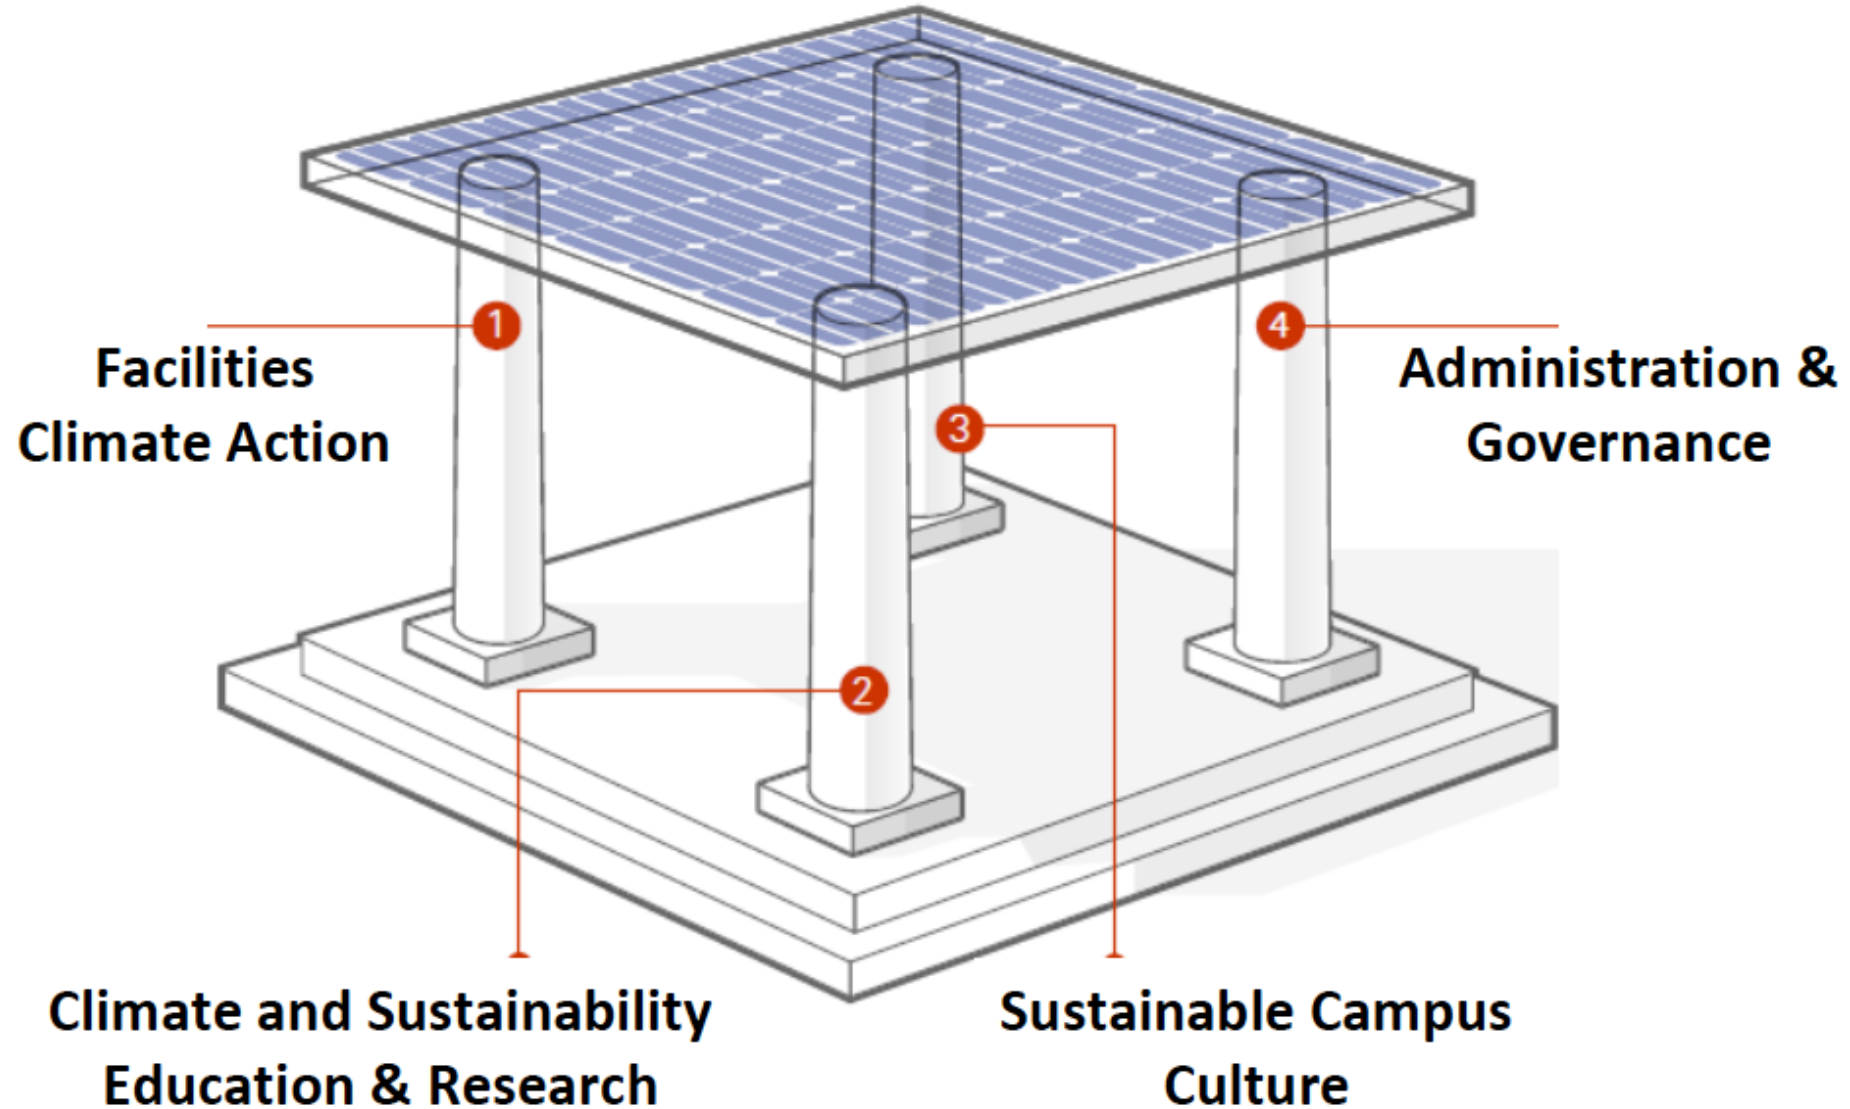 1
Facilities
Climate Action
4
Administration &
Governance
3
2
Climate and Sustainability
Education & Research
Sustainable Campus
Culture